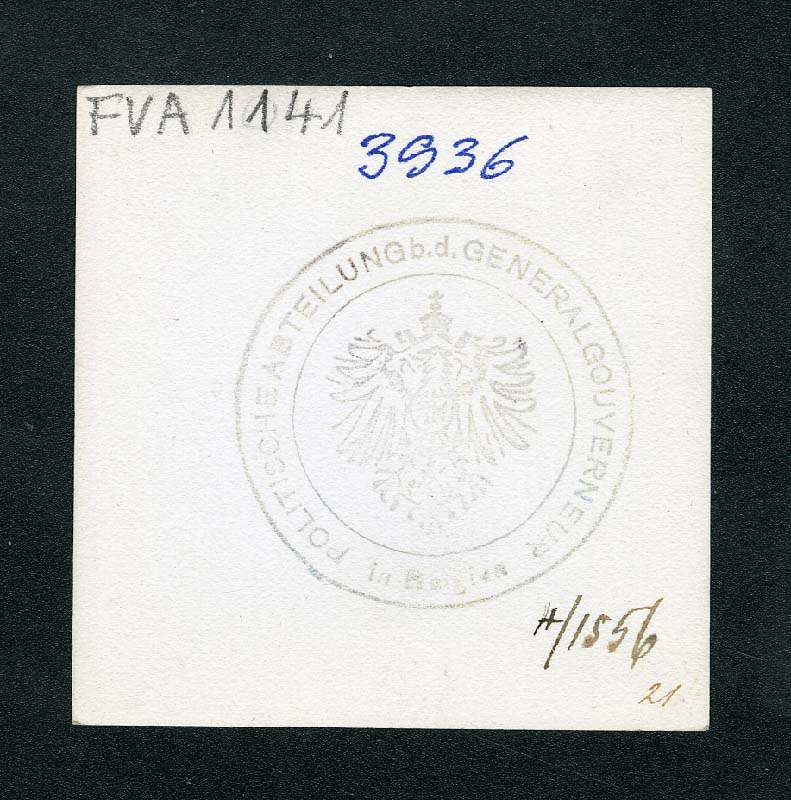 FVA 1141
3936
POLITISCHE ABTEILUNG b.d. GENERALGOUVERNEUR
in Belgien
H/1556
21